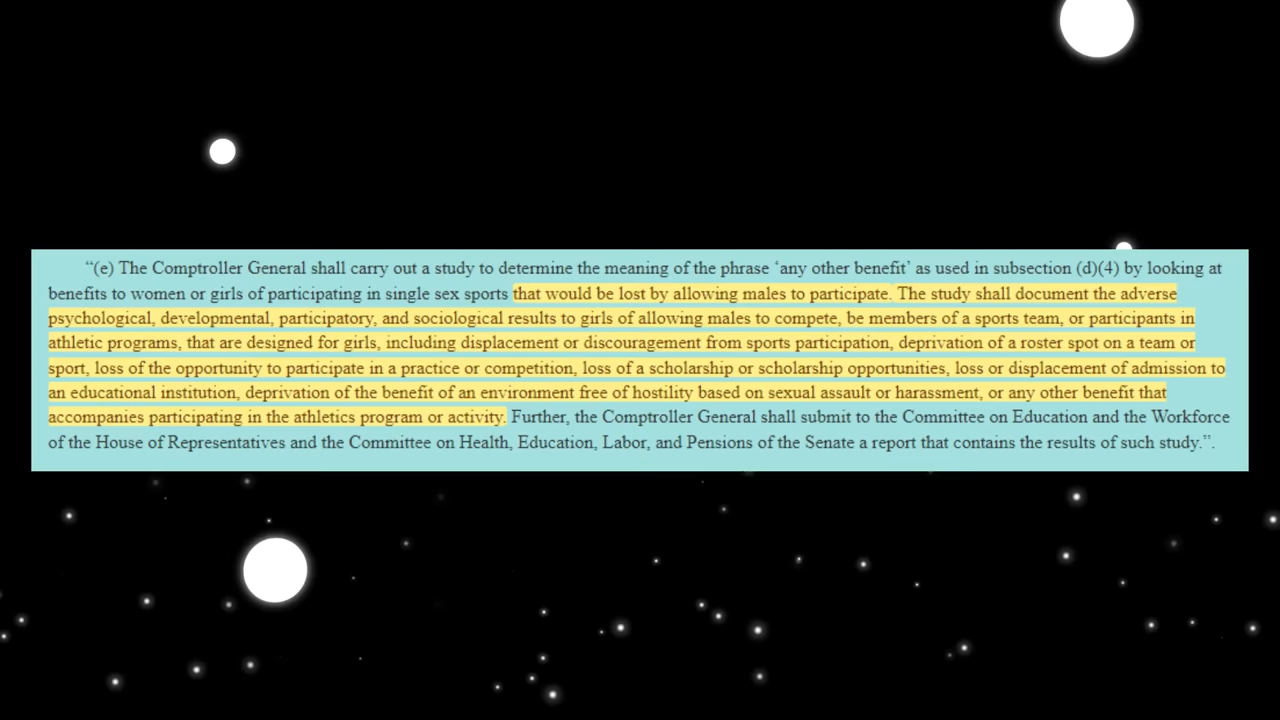 “(e) The Comptroller General shall carry out a study to determine the meaning of the phrase ‘any other benefit’ as used in subsection (d)(4) by looking at
benefits to women or girls of participating in single sex sports that would be lost by allowing males to participate. The study shall document the adverse
psychological, developmental, participatory, and sociological results to girls of allowing males to compete, be members of a sports team, or participants in
athletic programs, that are designed for girls, including displacement or discouragement from sports participation, deprivation of a roster spot on a team or
sport, loss of the opportunity to participate in a practice or competition, loss of a scholarship or scholarship opportunities, loss or displacement of admission to
an educational institution, deprivation of the benefit of an environment free of hostility based on sexual assault or harassment, or any other benefit that
accompanies participating in the athletics program or activity. Further, the Comptroller General shall submit to the Committee on Education and the Workforce
of the House of Representatives and the Committee on Health, Education, Labor, and Pensions of the Senate a report that contains the results of such study.”.